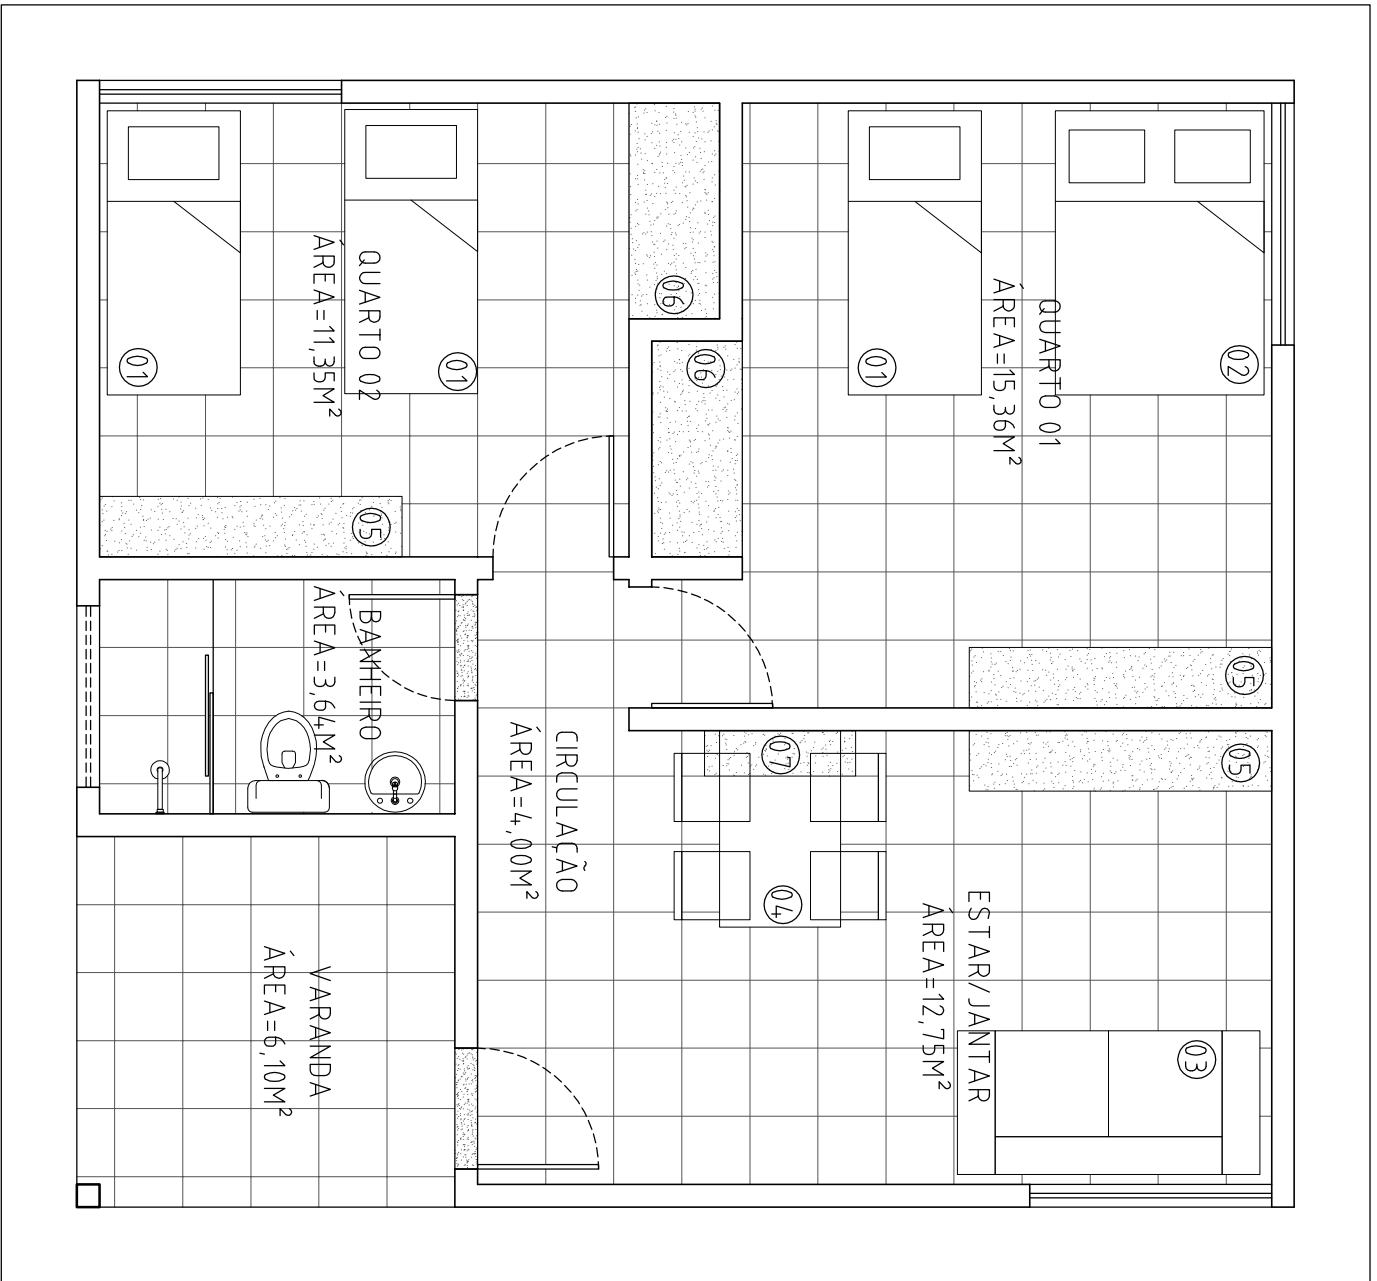 QUARTO 01
ÁREA=15,36M²
02
01
06
06
QUARTO 02
ÁREA=11,35M²
01
01
05
05
05
07
04
BANHEIRO
ÁREA=3,64M²
CIRCULAÇÃO
ÁREA=4,00M²
ESTAR/JANTAR
ÁREA=12,75M²
03
VARANDA
ÁREA=6,10M²